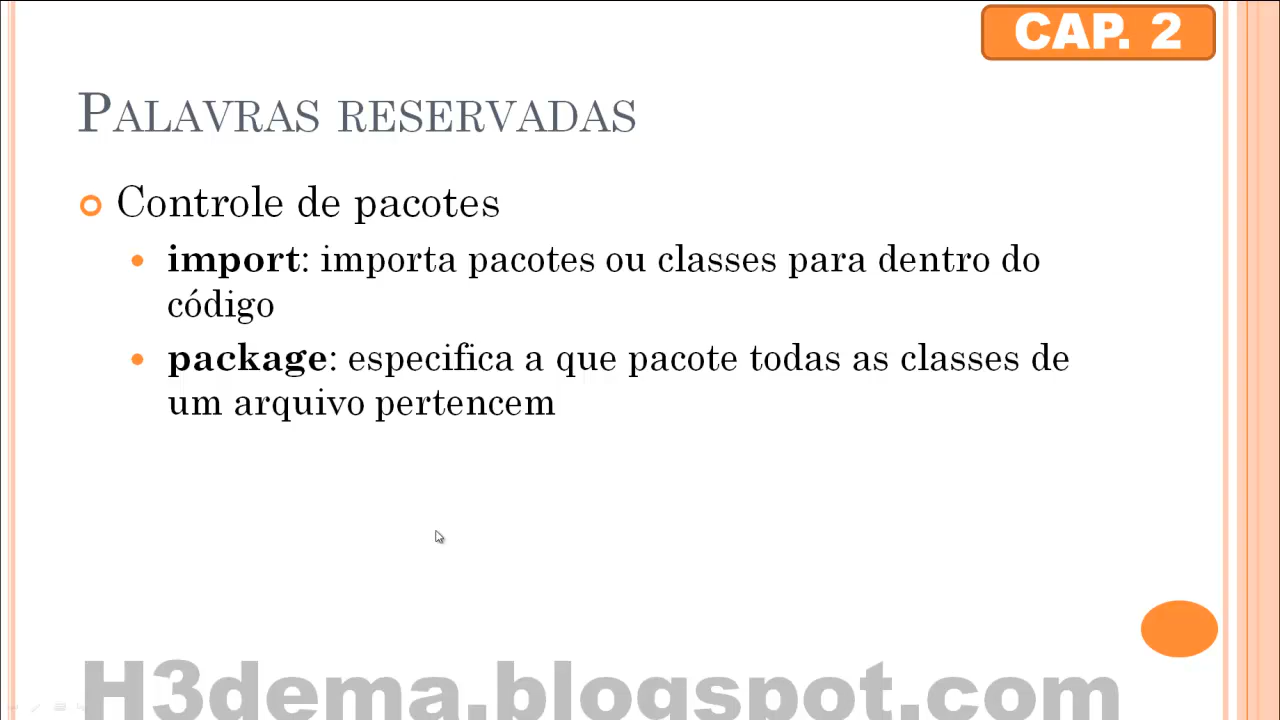 CAP. 2
PALAVRAS RESERVADAS
Controle de pacotes
import: importa pacotes ou classes para dentro do
código
package: especifica a que pacote todas as classes de
um arquivo pertencem
H3dema.blogspot.com